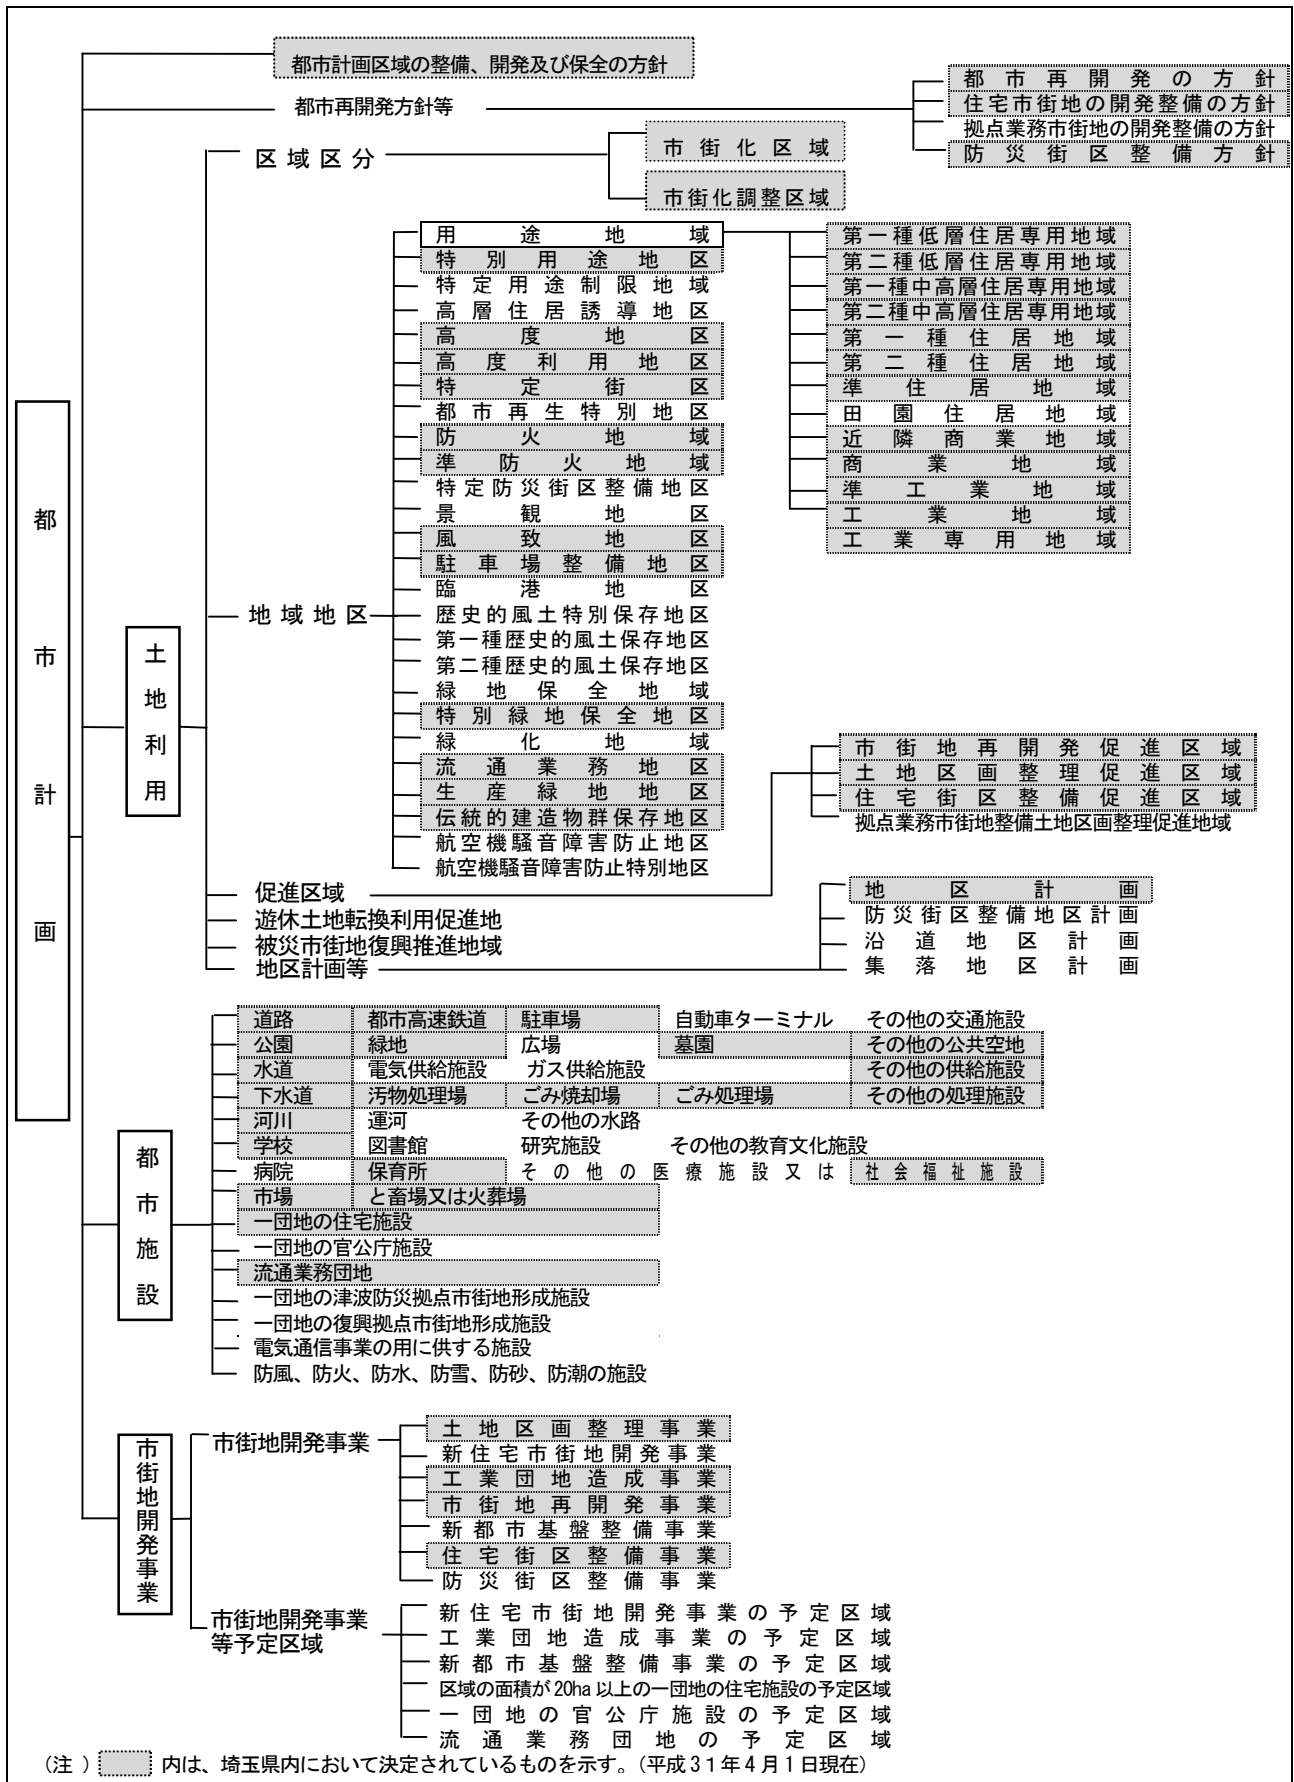 都市計画区域の整備、開発及び保全の方針
都市再開発方針等
都市再開発の方針
住宅市街地の開発整備の方針
拠点業務市街地の開発整備の方針
防災街区整備方針
区域区分
市街化区域
市街化調整区域
用途地域
特別用途地区
特定用途制限地域
高層住居誘導地区
高度地区
高度利用地区
特定街区
都市再生特別地区
防火地域
準防火地域
特定防災街区整備地区
景観地区
風致地区
駐車場整備地区
臨港地区
歴史的風土特別保存地区
第一種歴史的風土保存地区
第二種歴史的風土保存地区
緑地保全地域
特別緑地保全地区
緑化地域
流通業務地区
生産緑地地区
伝統的建造物群保存地区
航空機騒音障害防止地区
航空機騒音障害防止特別地区
第一種低層住居専用地域
第二種低層住居専用地域
第一種中高層住居専用地域
第二種中高層住居専用地域
第一種住居地域
第二種住居地域
準住居地域
田園住居地域
近隣商業地域
商業地域
準工業地域
工業地域
工業専用地域
都市計画
土地利用
地域地区
市街地再開発促進区域
土地区画整理促進区域
住宅街区整備促進区域
拠点業務市街地整備土地区画整理促進地域
促進区域
遊休土地転換利用促進地
被災市街地復興推進地域
地区計画等
地区計画
防災街区整備地区計画
沿道地区計画
集落地区計画
都市施設
道路 都市高速鉄道 駐車場 自動車ターミナル その他の交通施設
公園 緑地 広場 墓園 その他の公共空地
水道 電気供給施設 ガス供給施設 その他の供給施設
下水道 汚物処理場 ごみ焼却場 ごみ処理場 その他の処理施設
河川 運河 その他の水路
学校 図書館 研究施設 その他の教育文化施設
病院 保育所 その他の医療施設又は 社会福祉施設
市場 と畜場又は火葬場
一団地の住宅施設
一団地の官公庁施設
流通業務団地
一団地の津波防災拠点市街地形成施設
一団地の復興拠点市街地形成施設
電気通信事業の用に供する施設
防風、防火、防水、防雪、防砂、防潮の施設
市街地開発事業
市街地開発事業
土地区画整理事業
新住宅市街地開発事業
工業団地造成事業
市街地再開発事業
新都市基盤整備事業
住宅街区整備事業
防災街区整備事業
市街地開発事業
等予定区域
新住宅市街地開発事業の予定区域
工業団地造成事業の予定区域
新都市基盤整備事業の予定区域
区域の面積が20ha以上の一団地の住宅施設の予定区域
一団地の官公庁施設の予定区域
流通業務団地の予定区域
(注) 内は、埼玉県内において決定されているものを示す。(平成31年4月1日現在)